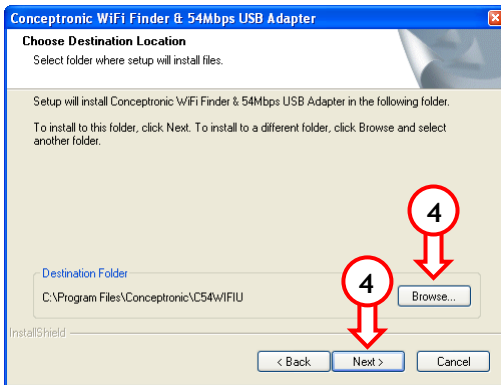 Conceptronic WiFi Finder & 54Mbps USB Adapter
Choose Destination Location
Select folder where setup will install files.
Setup will install Conceptronic WiFi Finder & 54Mbps USB Adapter in the following folder.
To install to this folder, click Next. To install to a different folder, click Browse and select
another folder.
4
Destination Folder
4
C:\Program Files\Conceptronic\C54WIFIU
Browse...
InstallShield
< Back
Next >
Cancel